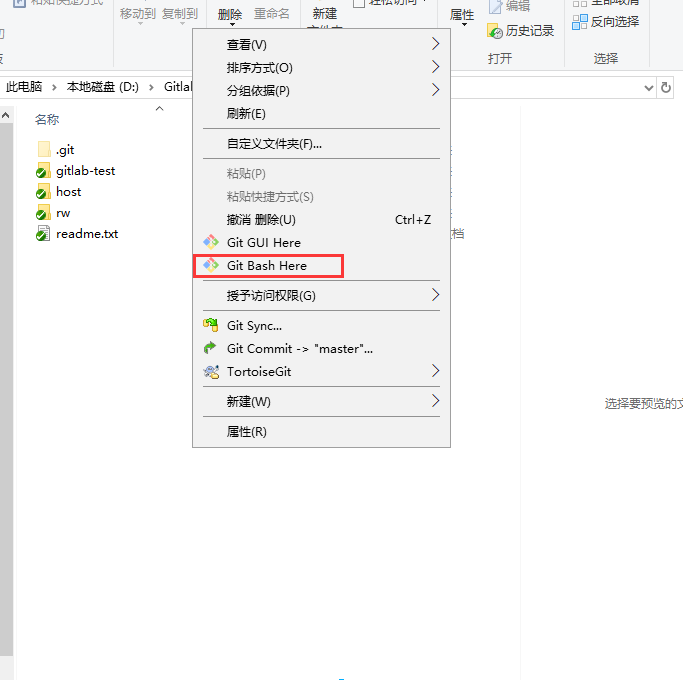 粘贴快捷方式
移动到 复制到
删除 重命名
新建
轻松访问
属性
编辑
历史记录
打开
全部取消
反向选择
选择
此电脑 > 本地磁盘 (D:) > Gitla
名称
.git
gitlab-test
host
rw
readme.txt
查看(V)
排序方式(O)
分组依据(P)
刷新(E)
自定义文件夹(F)...
粘贴(P)
粘贴快捷方式(S)
撤消 删除(U) Ctrl+Z
Git GUI Here
Git Bash Here
授予访问权限(G)
Git Sync...
Git Commit -> "master"...
TortoiseGit
新建(W)
属性(R)
文档
选择要预览的文